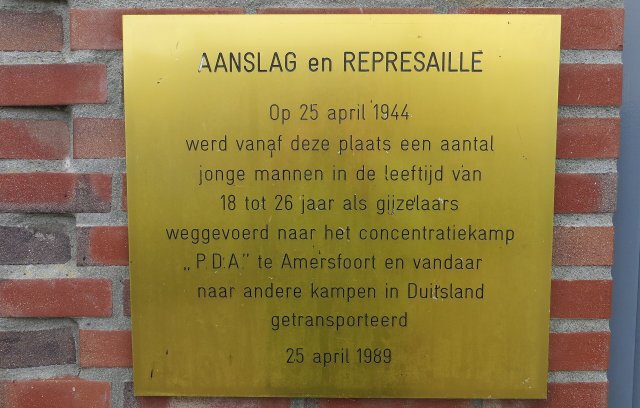 AANSLAG en REPRESAILLE
Op 25 april 1944
werd vanaf deze plaats een aantal
jonge mannen in de leeftijd van
18 tot 26 jaar als gijzelaars
weggevoerd naar het concentratiekamp
„P.D.A." te Amersfoort en vandaar
naar andere kampen in Duitsland
getransporteerd
25 april 1989